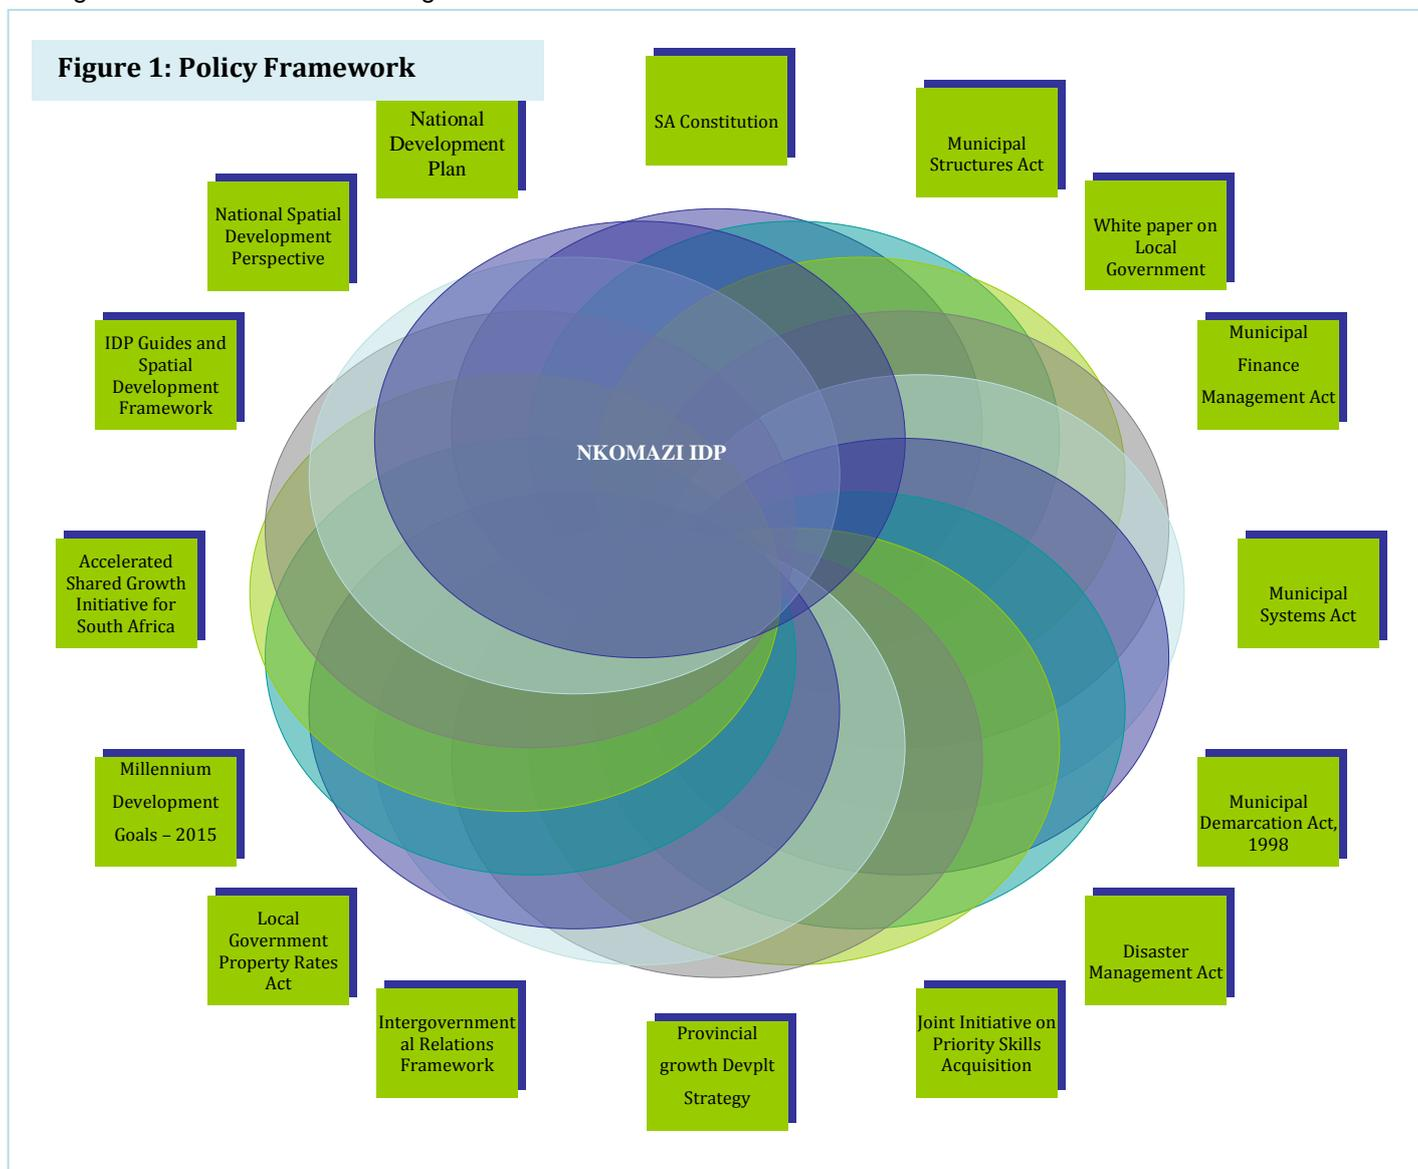 Figure 1: Policy Framework
SA Constitution
Municipal
Structures Act
White paper on
Local
Government
Municipal
Finance
Management Act
Municipal
Systems Act
Municipal
Demarcation Act,
1998
Disaster
Management Act
Joint Initiative on
Priority Skills
Acquisition
Provincial
growth Devplt
Strategy
Intergovernment
al Relations
Framework
Local
Government
Property Rates
Act
Millennium
Development
Goals – 2015
Accelerated
Shared Growth
Initiative for
South Africa
IDP Guides and
Spatial
Development
Framework
National Spatial
Development
Perspective
National
Development
Plan
NKOMAZI IDP